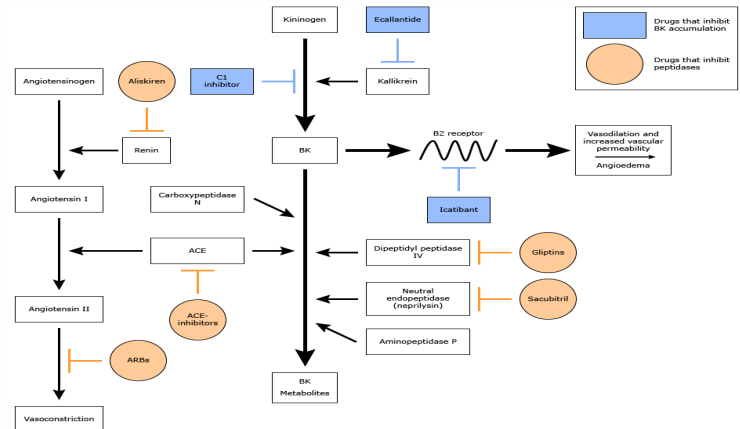 Kininogen
Ecallantide
Drugs that inhibit
BK accumulation
Drugs that inhibit
peptidases
Angiotensinogen
Aliskiren
C1
inhibitor
Kallikrein
Renin
BK
B2 receptor
Vasodilation and
increased vascular
permeability
Angioedema
Angiotensin I
Carboxypeptidase
N
Icatibant
ACE
Dipeptidyl peptidase
IV
Gliptins
Angiotensin II
ACE-
inhibitors
Neutral
endopeptidase
(neprilysin)
Sacubitril
Aminopeptidase P
ARBs
BK
Metabolites
Vasoconstriction